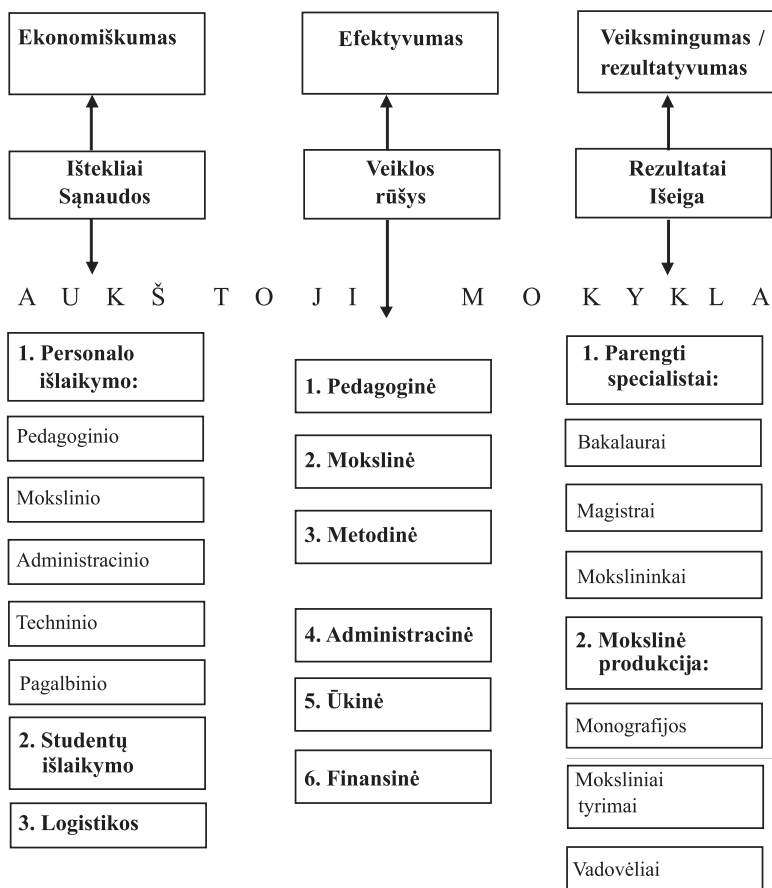 Ekonomiškumas
Efektyvumas
Veiksmingumas /
rezultatyvumas
Ištekliai
Sąnaudos
Veiklos
rūšys
Rezultatai
Išeiga
A U K Š T O J I M O K Y K L A
1. Personalo
išlaikymo:
Pedagoginio
Mokslinio
Administracinio
Techninio
Pagalbinio
2. Studentų
išlaikymo
3. Logistikos
1. Pedagoginė
2. Mokslinė
3. Metodinė
4. Administracinė
5. Ūkinė
6. Finansinė
1. Parengti
specialistai:
Bakalaurai
Magistrai
Mokslininkai
2. Mokslinė
produkcija:
Monografijos
Moksliniai
tyrimai
Vadovėliai